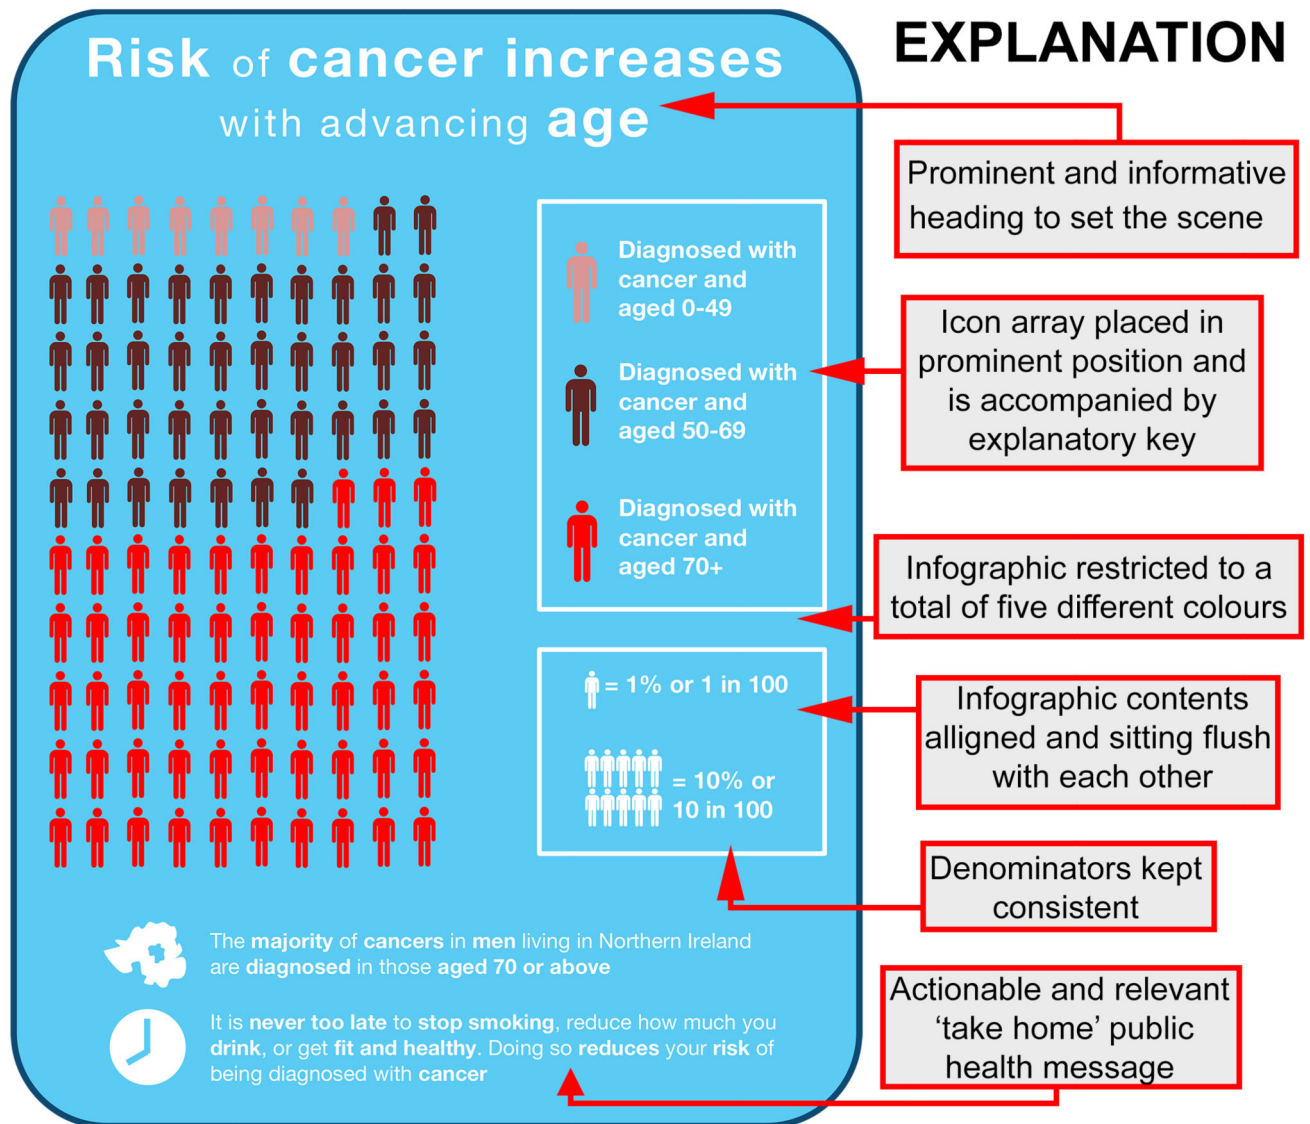 Risk of cancer increases
with advancing age
Diagnosed with
cancer and
aged 0-49
Diagnosed with
cancer and
aged 50-69
Diagnosed with
cancer and
aged 70+
= 1% or 1 in 100
= 10% or
10 in 100
The majority of cancers in men living in Northern Ireland
are diagnosed in those aged 70 or above
It is never too late to stop smoking, reduce how much you
drink, or get fit and healthy. Doing so reduces your risk of
being diagnosed with cancer
EXPLANATION
Prominent and informative
heading to set the scene
Icon array placed in
prominent position and
is accompanied by
explanatory key
Infographic restricted to a
total of five different colours
Infographic contents
alligned and sitting flush
with each other
Denominators kept
consistent
Actionable and relevant
‘take home’ public
health message